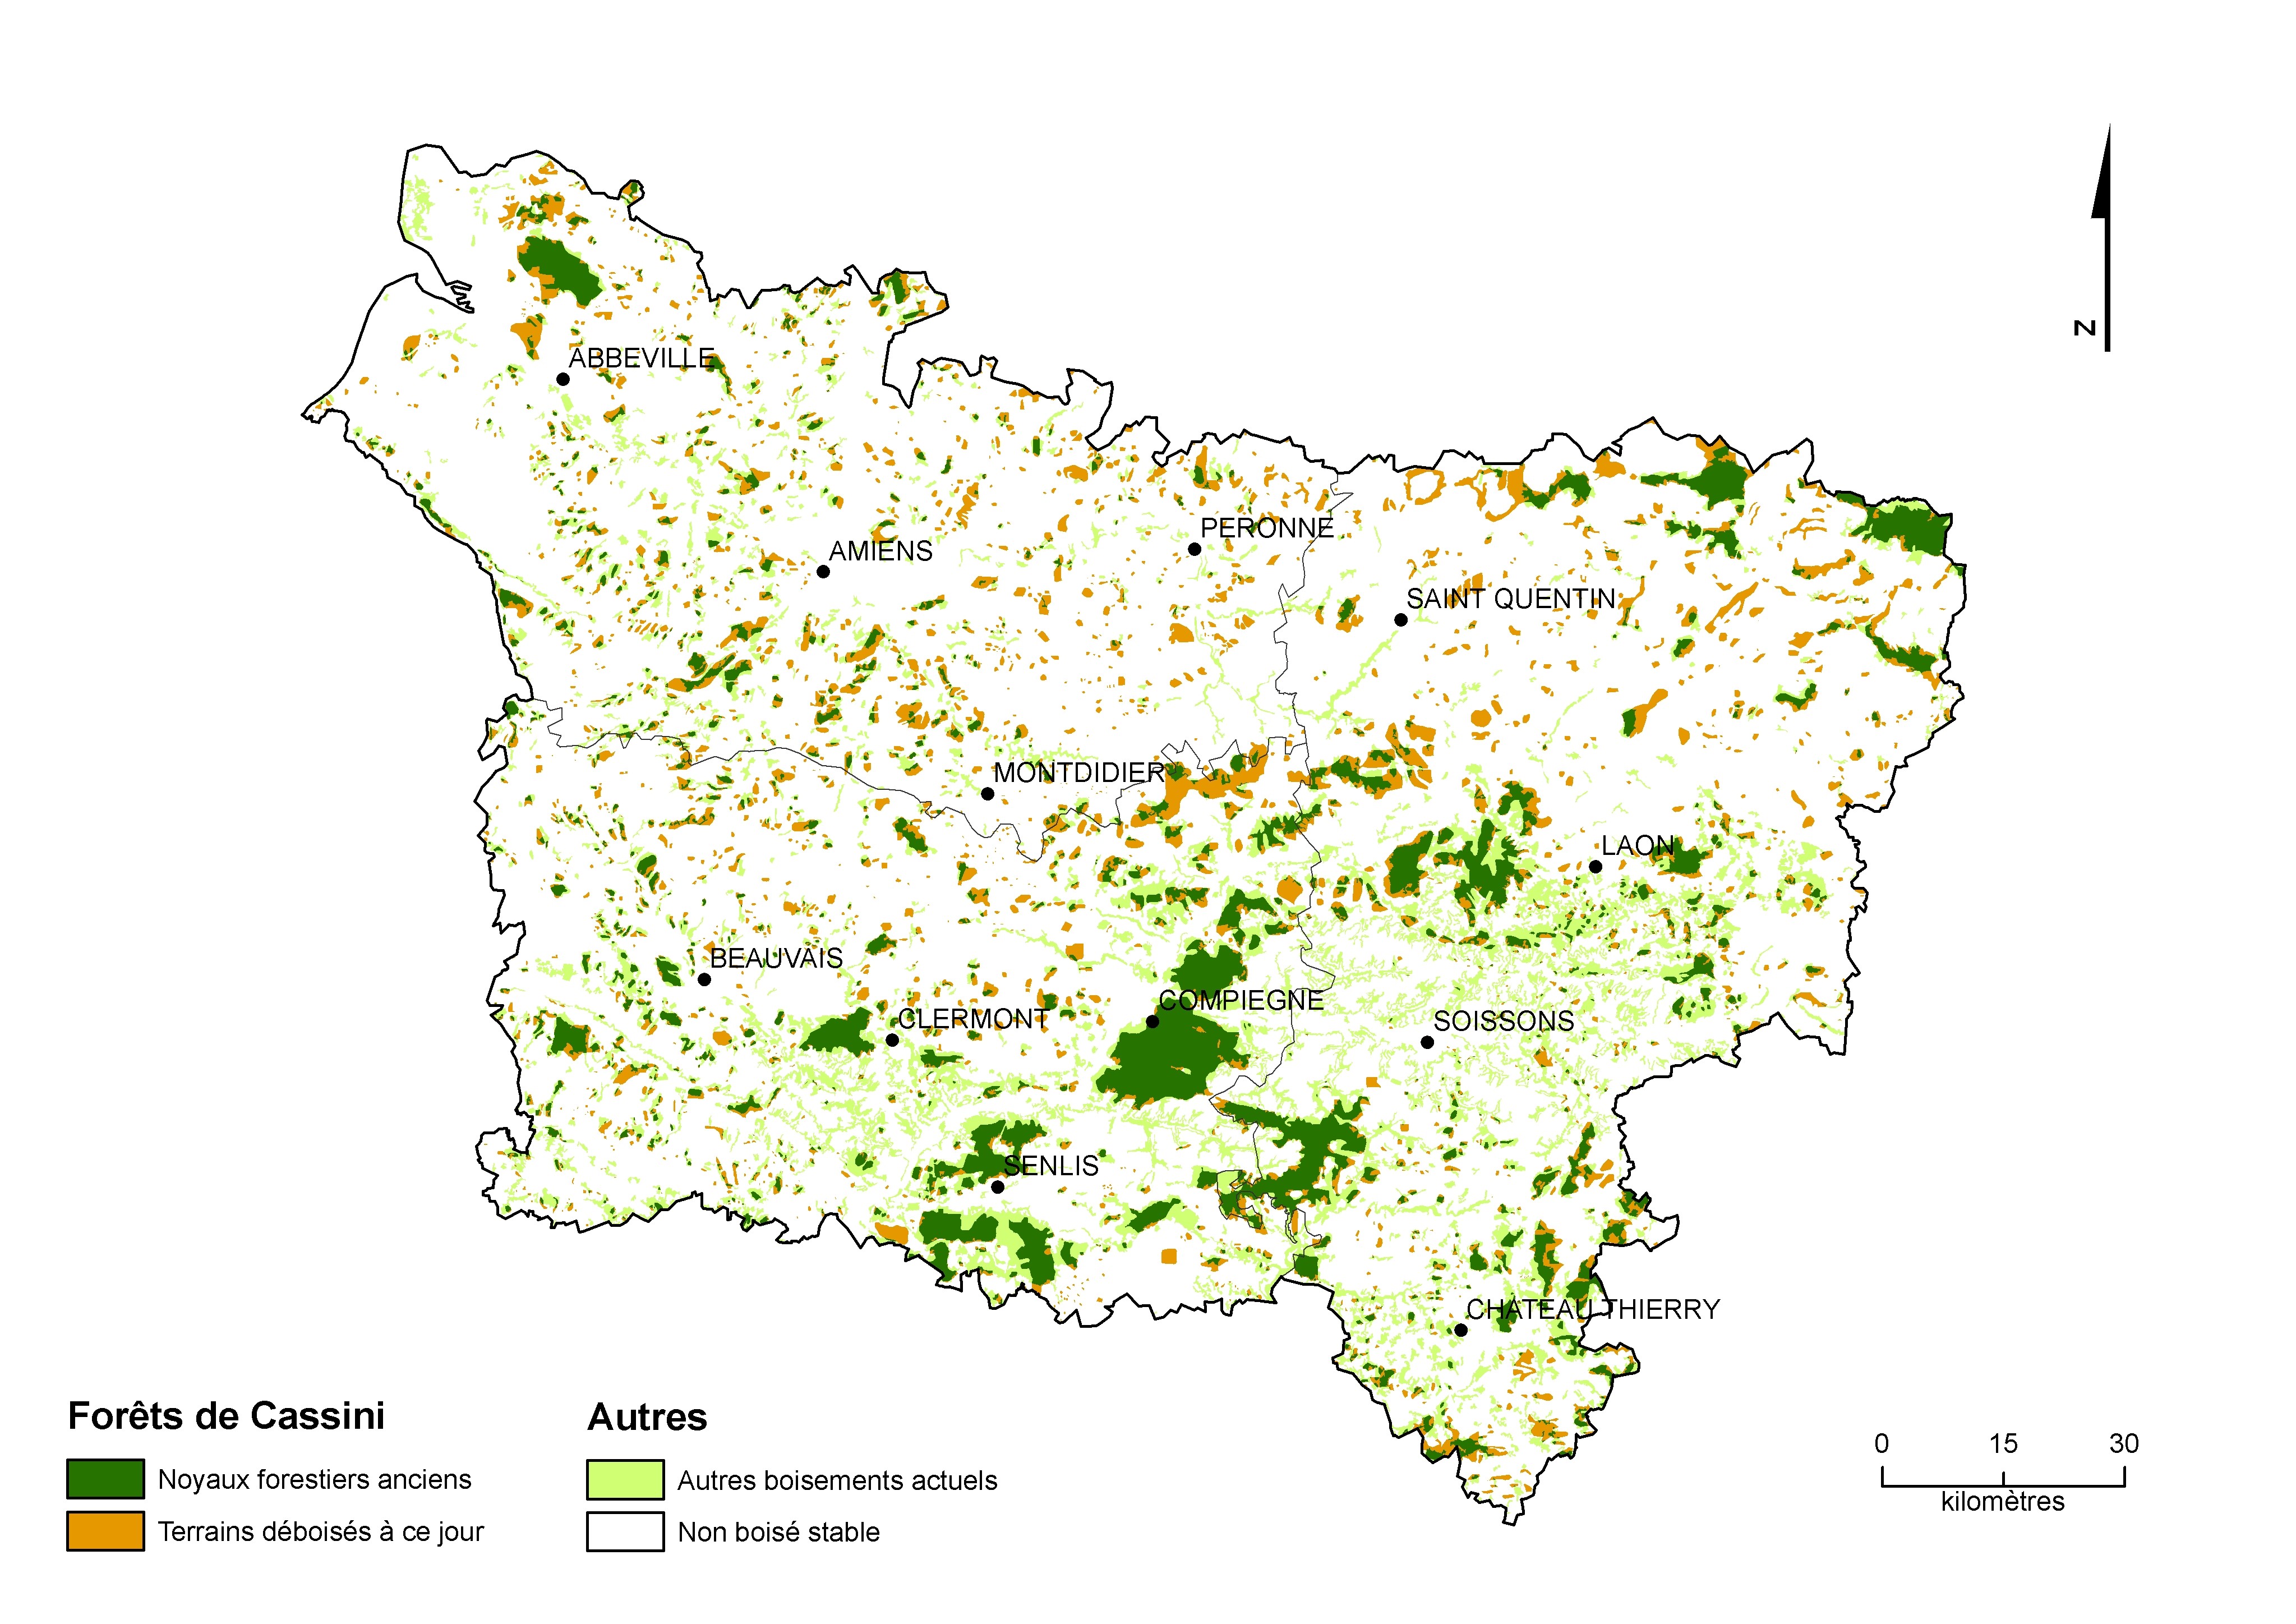 N
ABBEVILLE
PERONNE
AMIENS
SAINT QUENTIN
MONTDIDIER
LAON
BEAUVAIS
COMPIEGNE
CLERMONT
SOISSONS
SENLIS
CHATEAU THIERRY
Forêts de Cassini
Noyaux forestiers anciens
Terrains déboisés à ce jour
Autres
Autres boisements actuels
Non boisé stable
0 15 30
kilomètres